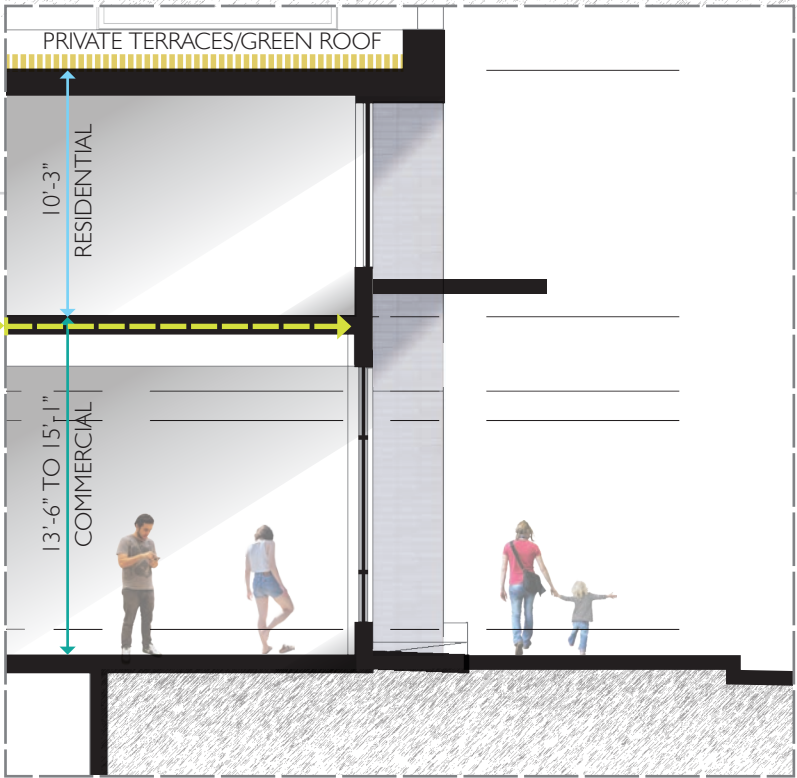 PRIVATE TERRACES/GREEN ROOF
10'-3"
RESIDENTIAL
13'-6" TO 15'-1"
COMMERCIAL